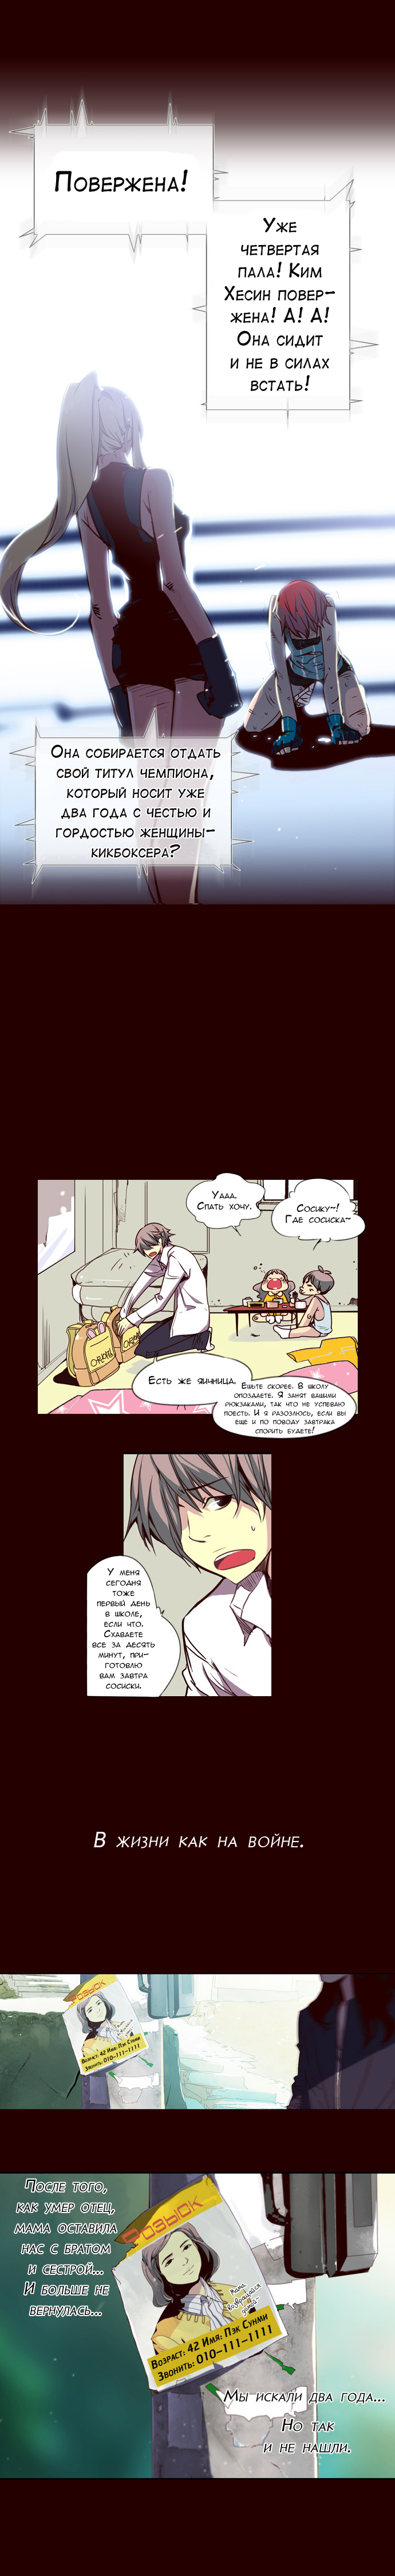 Повержена!
Уже
четвертая
пала! Ким
Хесин повер-
жена! А! А!
Она сидит
и не в силах
встать!
Она собирается отдать
свой титул чемпиона,
который носит уже
два года с честью и
гордостью женщины-
кикбоксера?
Уааа.
Спать хочу.
Сосику~!
Где сосиска~
Есть же яичница.
Ешьте скорее. В школу
опоздаете. Я занят вашими
рюкзаками, так что не успеваю
поесть. И я разозлюсь, если вы
еще и по поводу завтрака
спорить будете!
У меня
сегодня
тоже
первый день
в школе,
если что.
Схаваете
все за десять
минут, при-
готовлю
вам завтра
сосиски.
В жизни как на войне.
Розыск
Возраст: 42 Имя: Пэк Сунми
Звонить: 010-111-1111
После того,
как умер отец,
мама оставила
нас с братом
и сестрой...
И больше не
вернулась...
Розыск
Мама
возвращайся
домой~
Возраст: 42 Имя: Пэк Сунми
Звонить: 010-111-1111
Мы искали два года...
Но так
и не нашли.